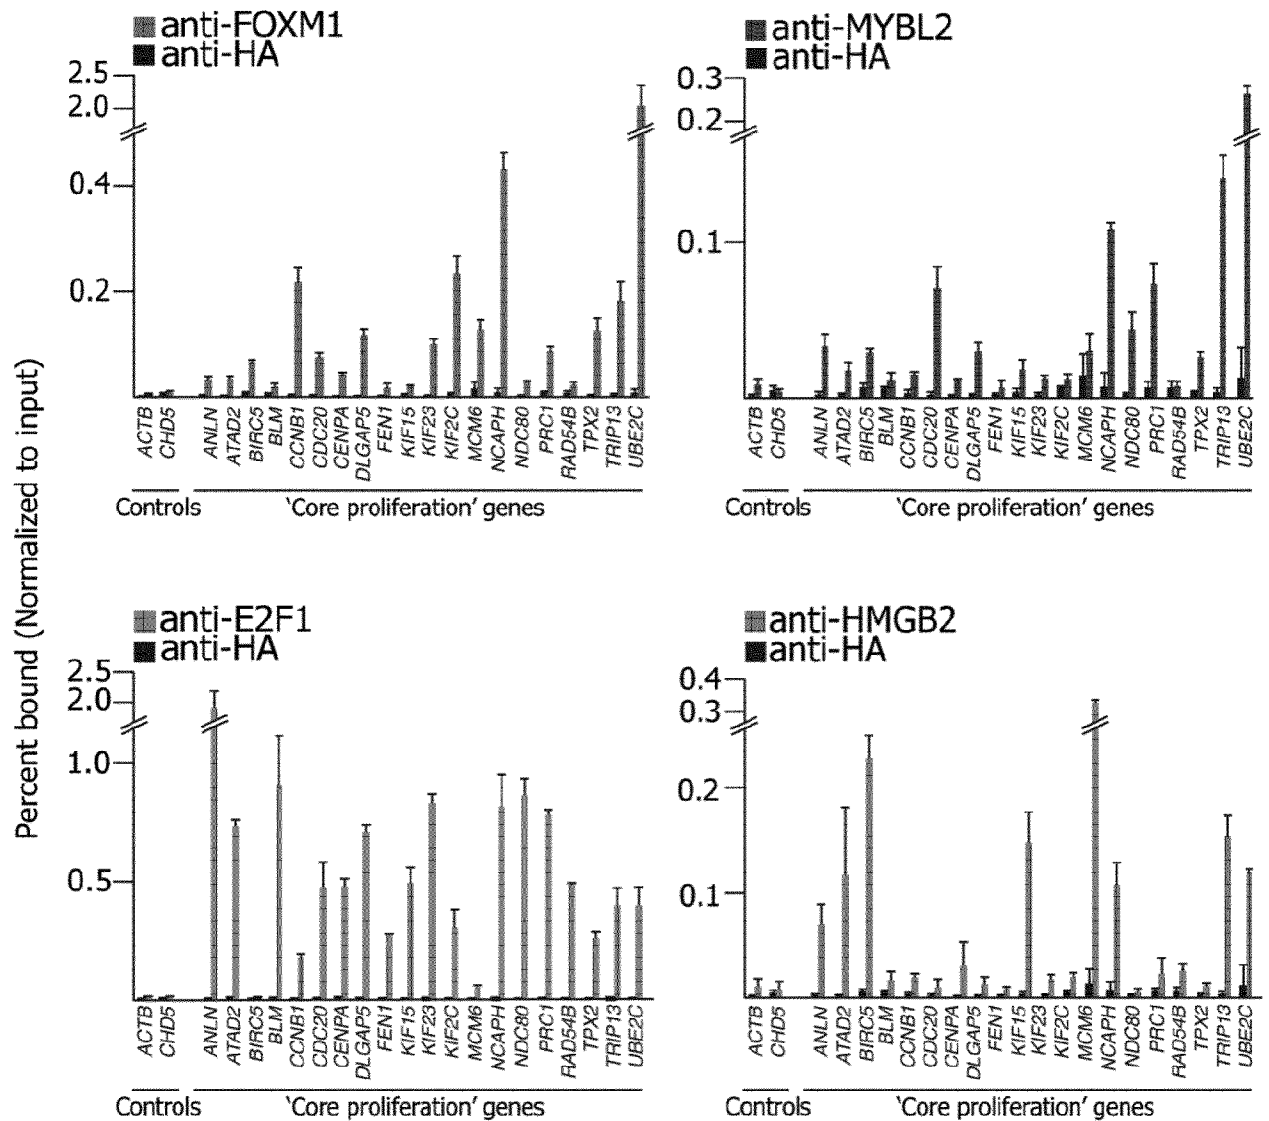 Percent bound (Normalized to input)
anti-FOXM1
anti-HA
2.5
2.0
0.4
0.2
ACTB CHD5 ANLN ATAD2 BIRC5 BLM CCNB1 CDC20 CENPA DLGAP5 FEN1 KIF15 KIF23 KIF2C MCM6 NCAPH NDC80 PRC1 RAD54B TPX2 TRIP13 UBE2C
Controls 'Core proliferation' genes
anti-MYBL2
anti-HA
0.3
0.2
0.1
ACTB CHD5 ANLN ATAD2 BIRC5 BLM CCNB1 CDC20 CENPA DLGAP5 FEN1 KIF15 KIF23 KIF2C MCM6 NCAPH NDC80 PRC1 RAD54B TPX2 TRIP13 UBE2C
Controls 'Core proliferation' genes
anti-E2F1
anti-HA
2.5
2.0
1.0
0.5
ACTB CHD5 ANLN ATAD2 BIRC5 BLM CCNB1 CDC20 CENPA DLGAP5 FEN1 KIF15 KIF23 KIF2C MCM6 NCAPH NDC80 PRC1 RAD54B TPX2 TRIP13 UBE2C
Controls 'Core proliferation' genes
anti-HMGB2
anti-HA
0.4
0.3
0.2
0.1
ACTB CHD5 ANLN ATAD2 BIRC5 BLM CCNB1 CDC20 CENPA DLGAP5 FEN1 KIF15 KIF23 KIF2C MCM6 NCAPH NDC80 PRC1 RAD54B TPX2 TRIP13 UBE2C
Controls 'Core proliferation' genes